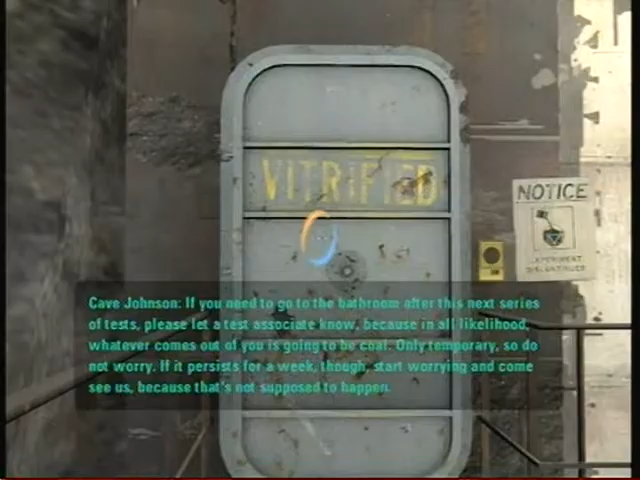 VITRIFIED
NOTICE
EXPERIMENT
DISCONTINUED
Cave Johnson: If you need to go to the bathroom after this next series
of tests, please let a test associate know, because in all likelihood,
whatever comes out of you is going to be coal. Only temporary, so do
not worry. If it persists for a week, though, start worrying and come
see us, because that's not supposed to happen.